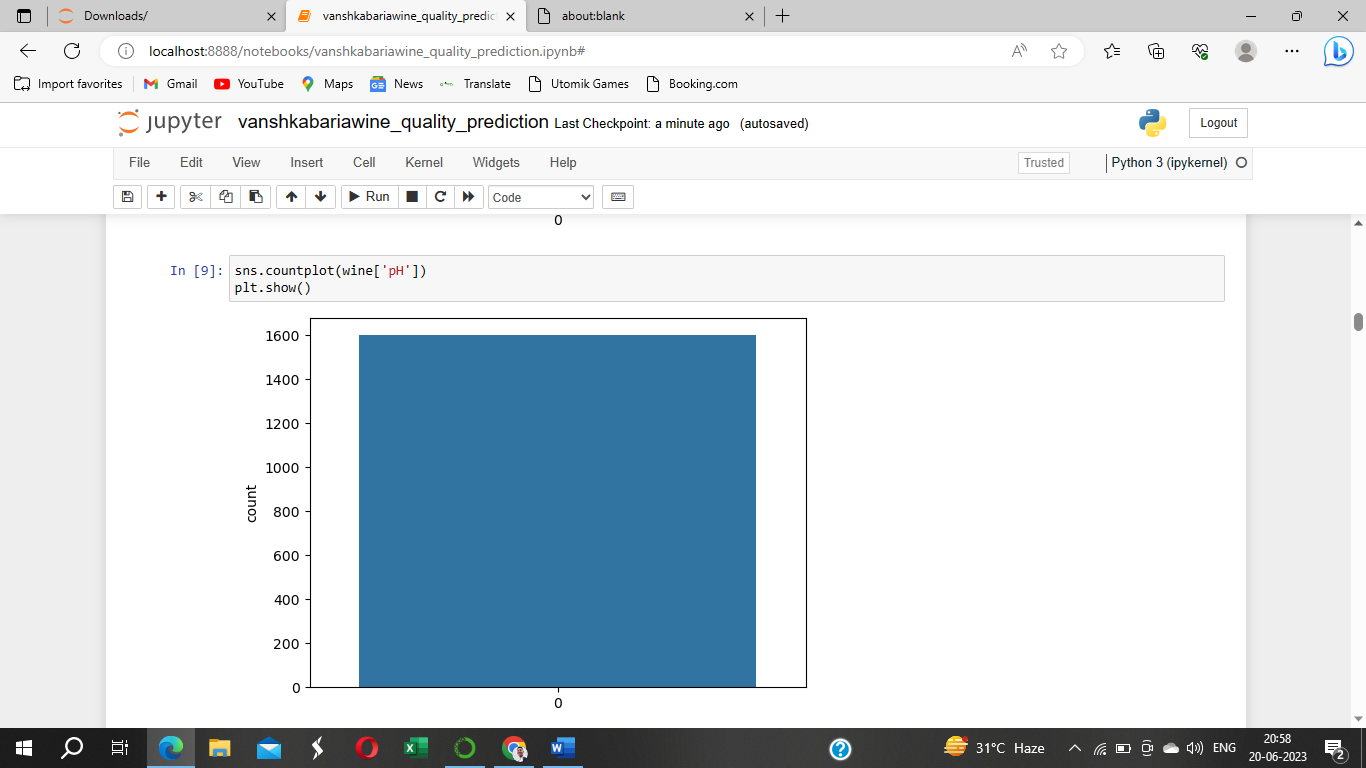 Downloads/
vanshkabariawine_quality_predic
about:blank
localhost:8888/notebooks/vanshkabariawine_quality_prediction.ipynb#
Import favorites
Gmail
YouTube
Maps
News
Translate
Utomik Games
Booking.com
jupyter vanshkabariawine_quality_prediction Last Checkpoint: a minute ago (autosaved)
Logout
File Edit View Insert Cell Kernel Widgets Help
Trusted
Python 3 (ipykernel)
Run
Code
0
In [9]: sns.countplot(wine['pH'])
plt.show()
1600
1400
1200
1000
800
600
400
200
0
count
0
31°C Haze
ENG
20:58
20-06-2023
2